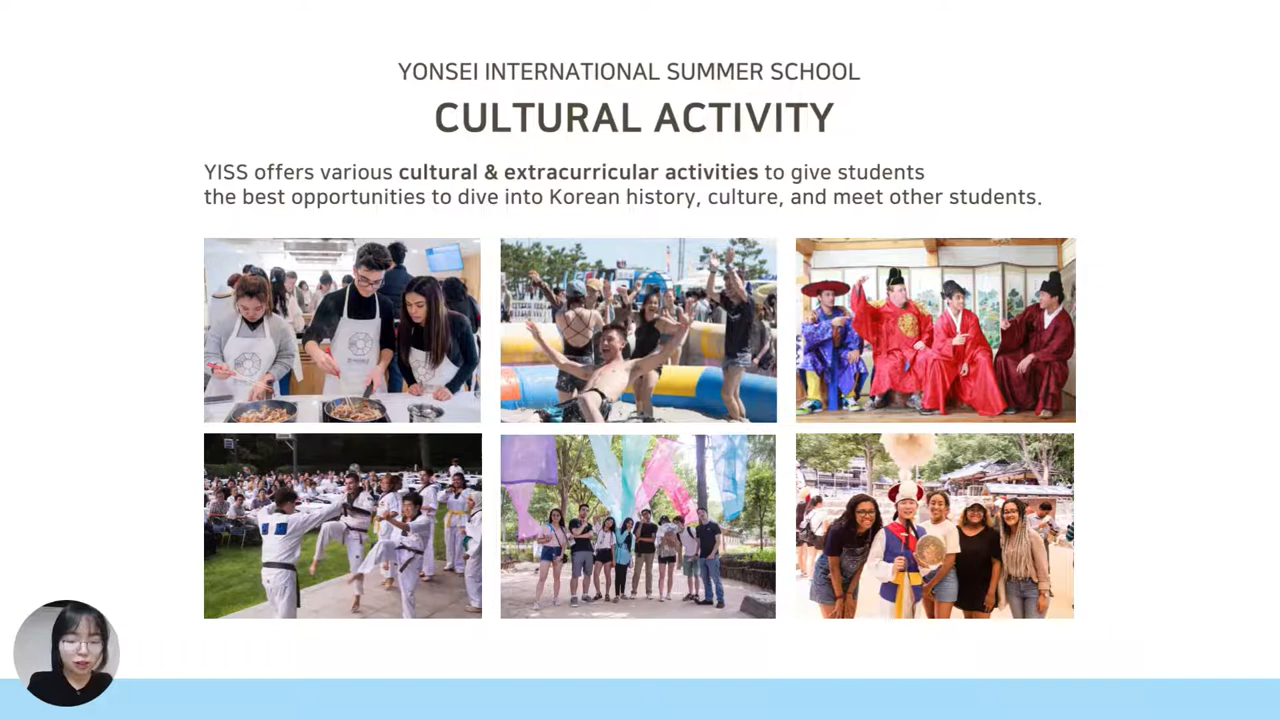 YONSEI INTERNATIONAL SUMMER SCHOOL
CULTURAL ACTIVITY
YISS offers various cultural & extracurricular activities to give students
the best opportunities to dive into Korean history, culture, and meet other students.